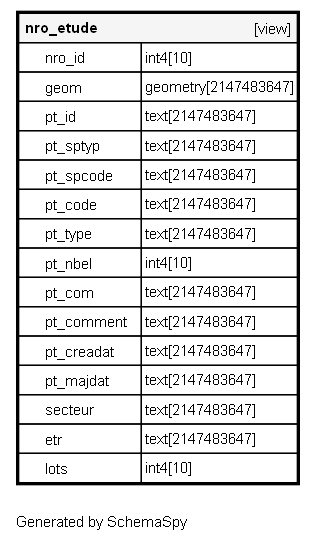 nro_etude [view]
nro_id int4[10]
geom geometry[2147483647]
pt_id text[2147483647]
pt_sptyp text[2147483647]
pt_spcode text[2147483647]
pt_code text[2147483647]
pt_type text[2147483647]
pt_nbel int4[10]
pt_com text[2147483647]
pt_comment text[2147483647]
pt_creadat text[2147483647]
pt_majdat text[2147483647]
secteur text[2147483647]
etr text[2147483647]
lots int4[10]
Generated by SchemaSpy